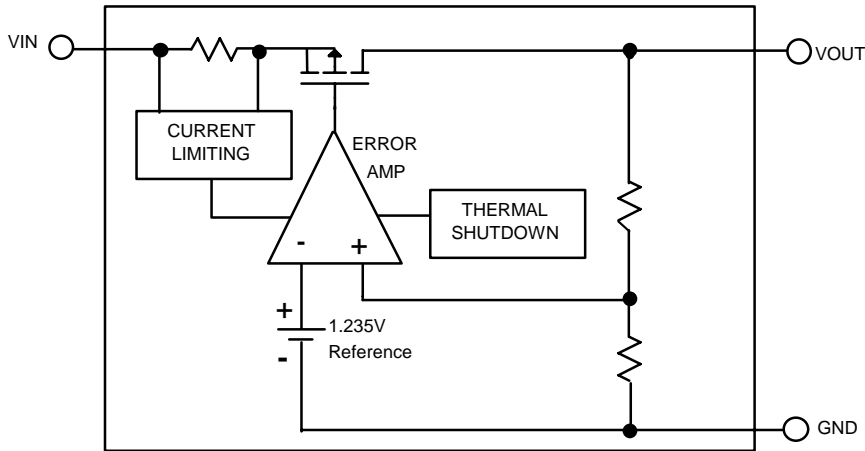 VIN
VOUT
CURRENT
LIMITING
ERROR
AMP
THERMAL
SHUTDOWN
- +
+
1.235V
Reference
-
GND